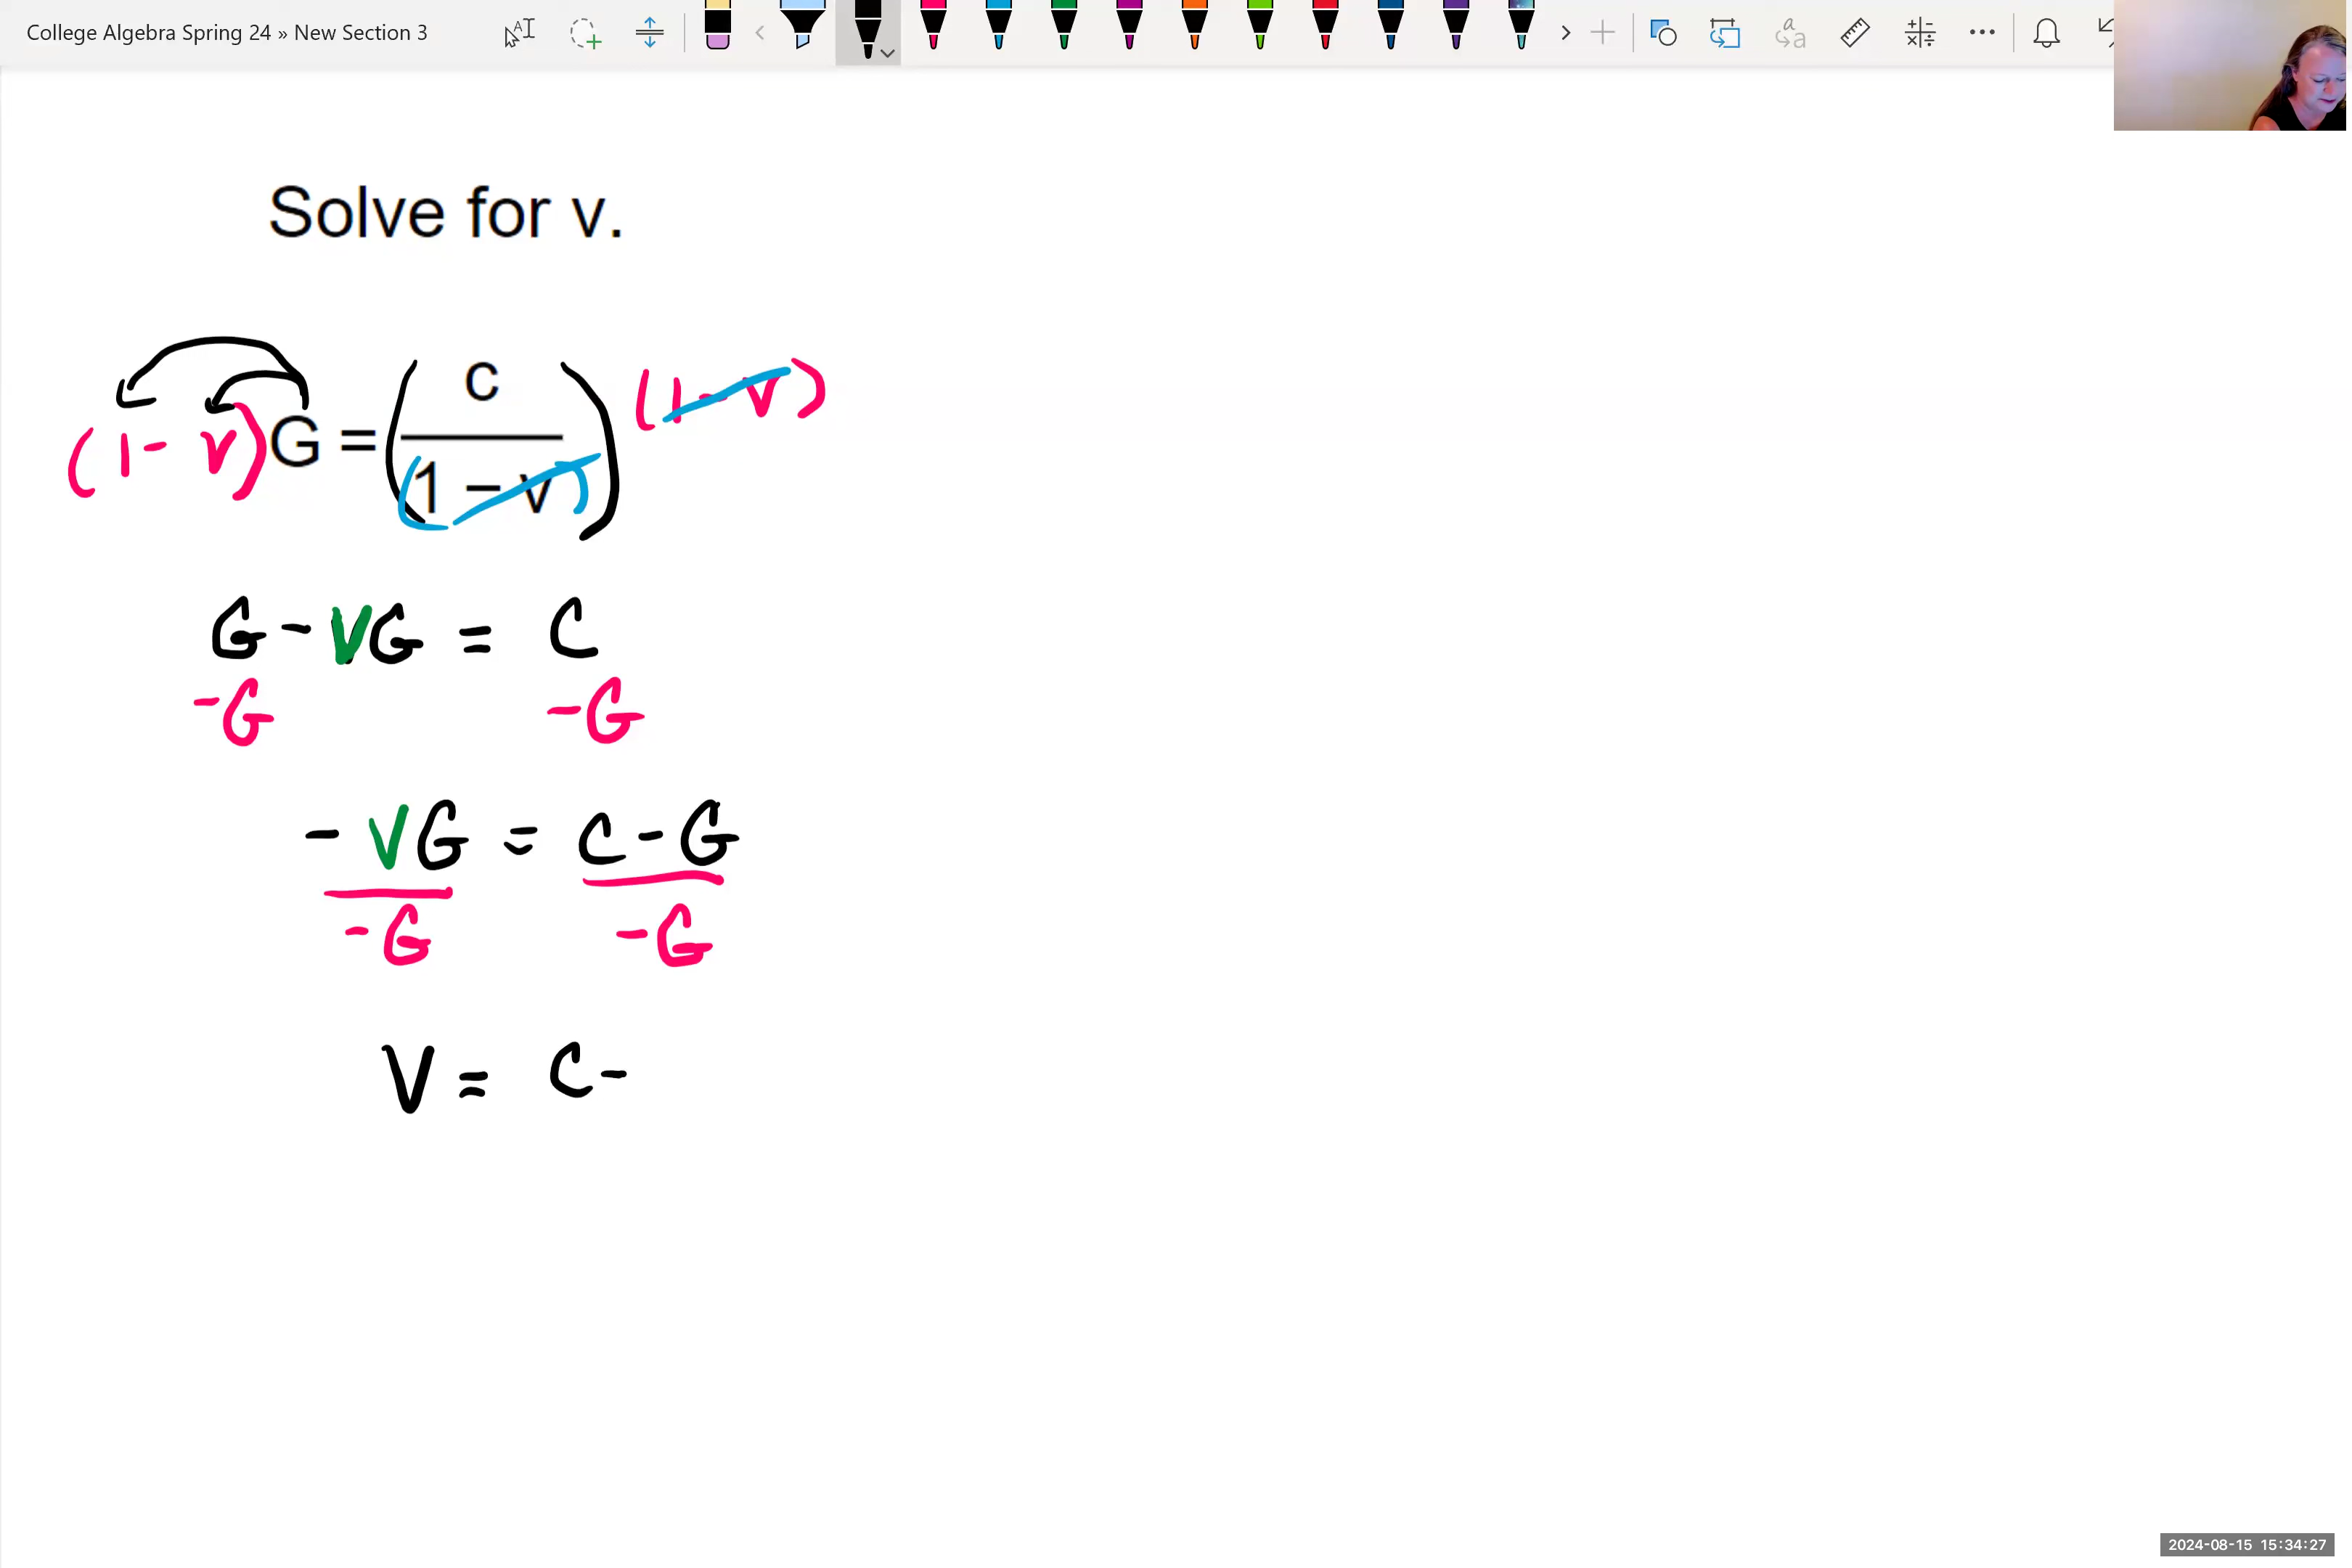 College Algebra Spring 24 » New Section 3
Solve for v.
(1 - v) G = ( c / (1 – v) ) (1 - v)
G - VG = C
-G -G
- VG = C - G
-G -G
V = C -
2024-08-15 15:34:27